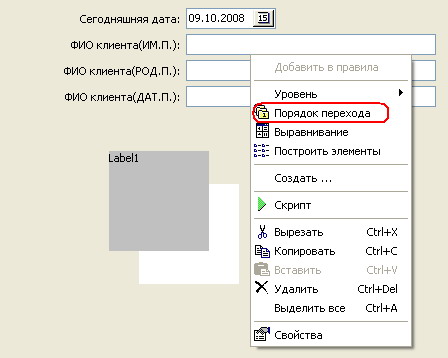 Сегодняшняя дата: 09.10.2008 15
ФИО клиента(ИМ.П.):
ФИО клиента(РОД.П.):
ФИО клиента(ДАТ.П.):
Добавить в правила
Уровень
Порядок перехода
Выравнивание
Построить элементы
Создать ...
Скрипт
Вырезать Ctrl+X
Копировать Ctrl+C
Вставить Ctrl+V
Удалить Ctrl+Del
Выделить все Ctrl+A
Свойства
Label1